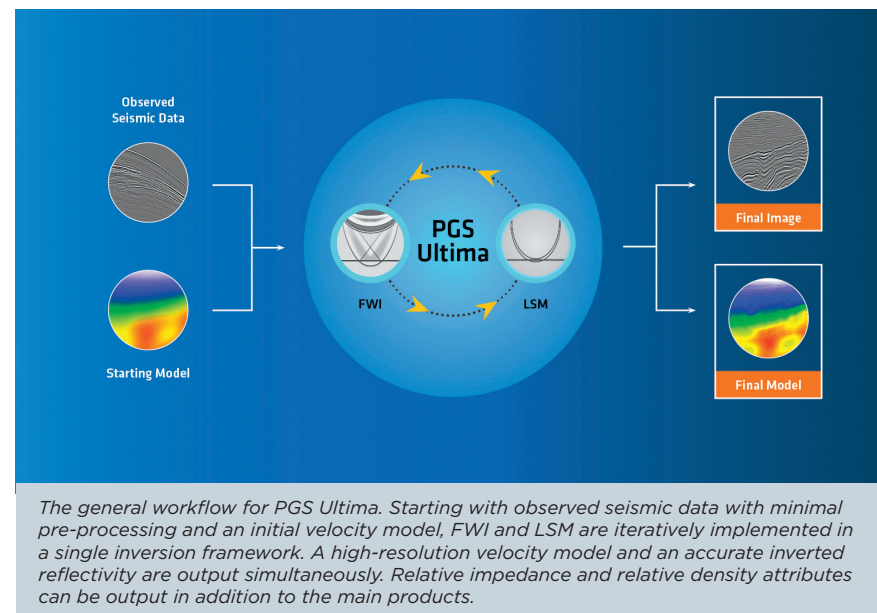 Observed
Seismic Data
Starting Model
PGS
Ultima
FWI
LSM
Final Image
Final Model
The general workflow for PGS Ultima. Starting with observed seismic data with minimal
pre-processing and an initial velocity model, FWI and LSM are iteratively implemented in
a single inversion framework. A high-resolution velocity model and an accurate inverted
reflectivity are output simultaneously. Relative impedance and relative density attributes
can be output in addition to the main products.